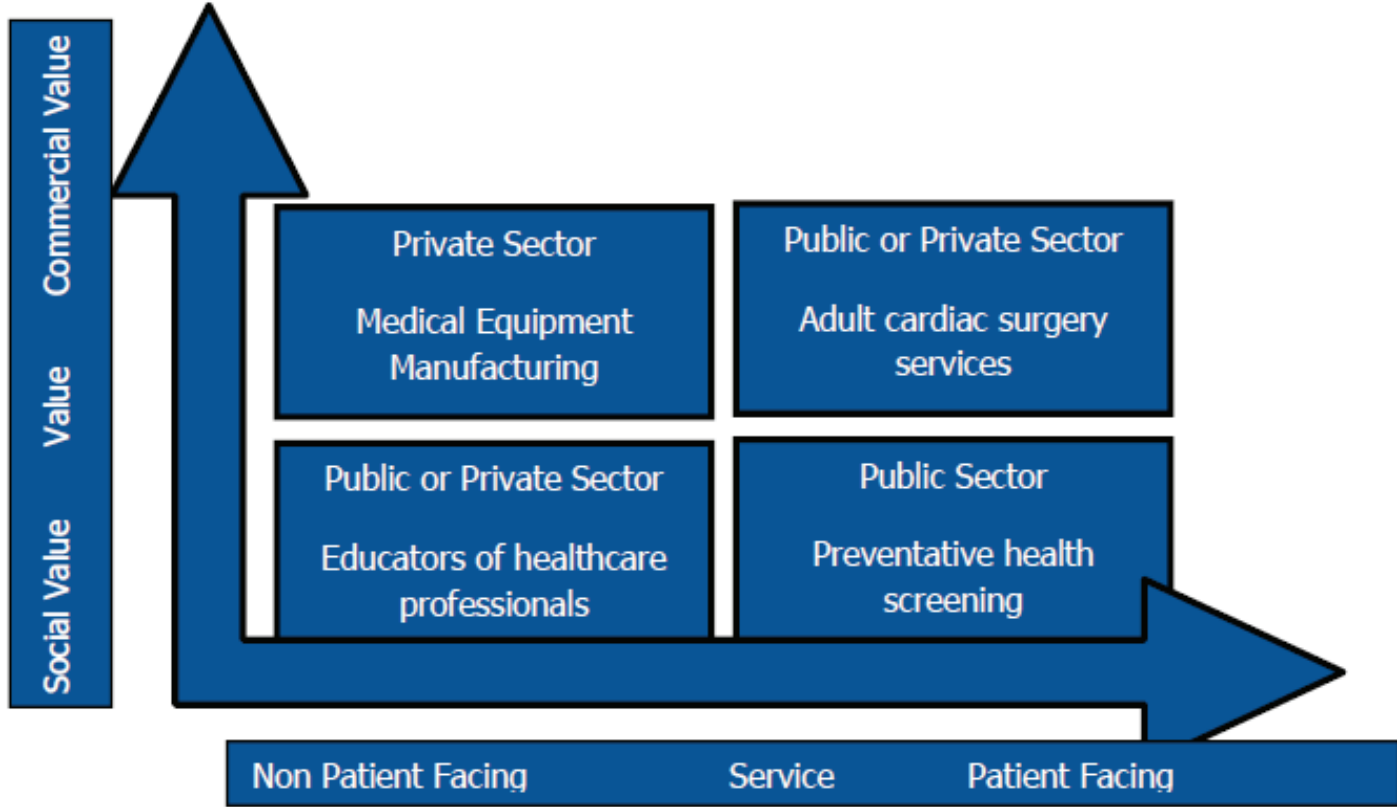 Commercial Value
Value
Social Value
Private Sector
Medical Equipment
Manufacturing
Public or Private Sector
Adult cardiac surgery
services
Public or Private Sector
Educators of healthcare
professionals
Public Sector
Preventative health
screening
Non Patient Facing Service Patient Facing